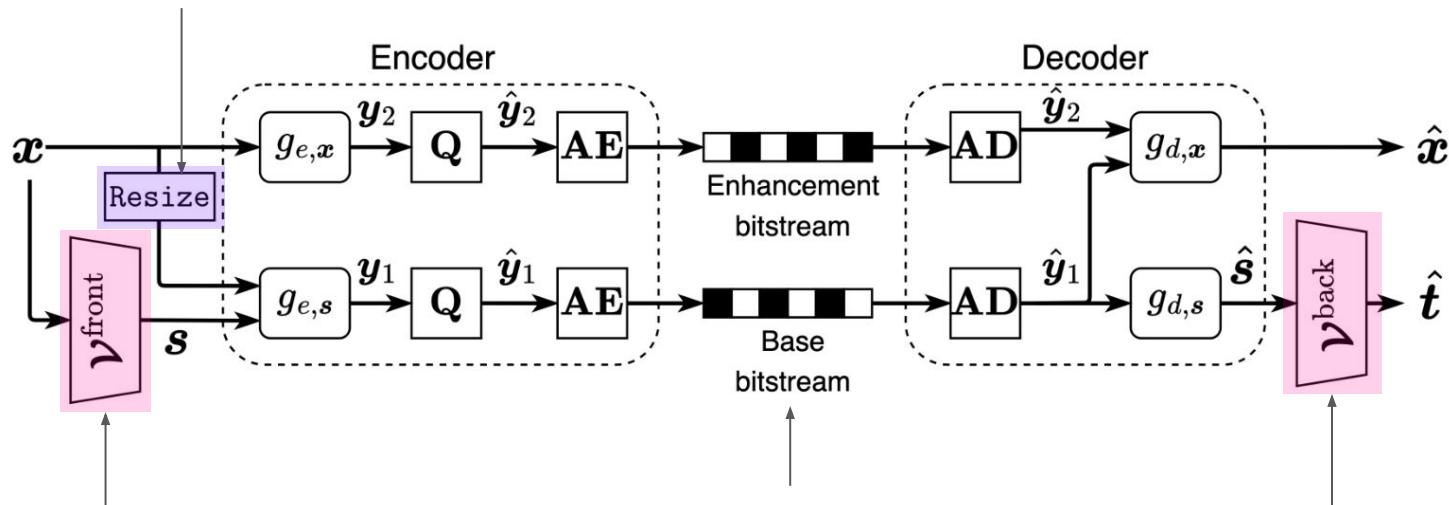 Encoder
Decoder
x
g_{e,x}
y_2
Q
ŷ_2
AE
Enhancement
bitstream
AD
ŷ_2
g_{d,x}
x̂
Resize
𝒱^{front}
s
g_{e,s}
y_1
Q
ŷ_1
AE
Base
bitstream
AD
ŷ_1
g_{d,s}
ŝ
𝒱^{back}
t̂